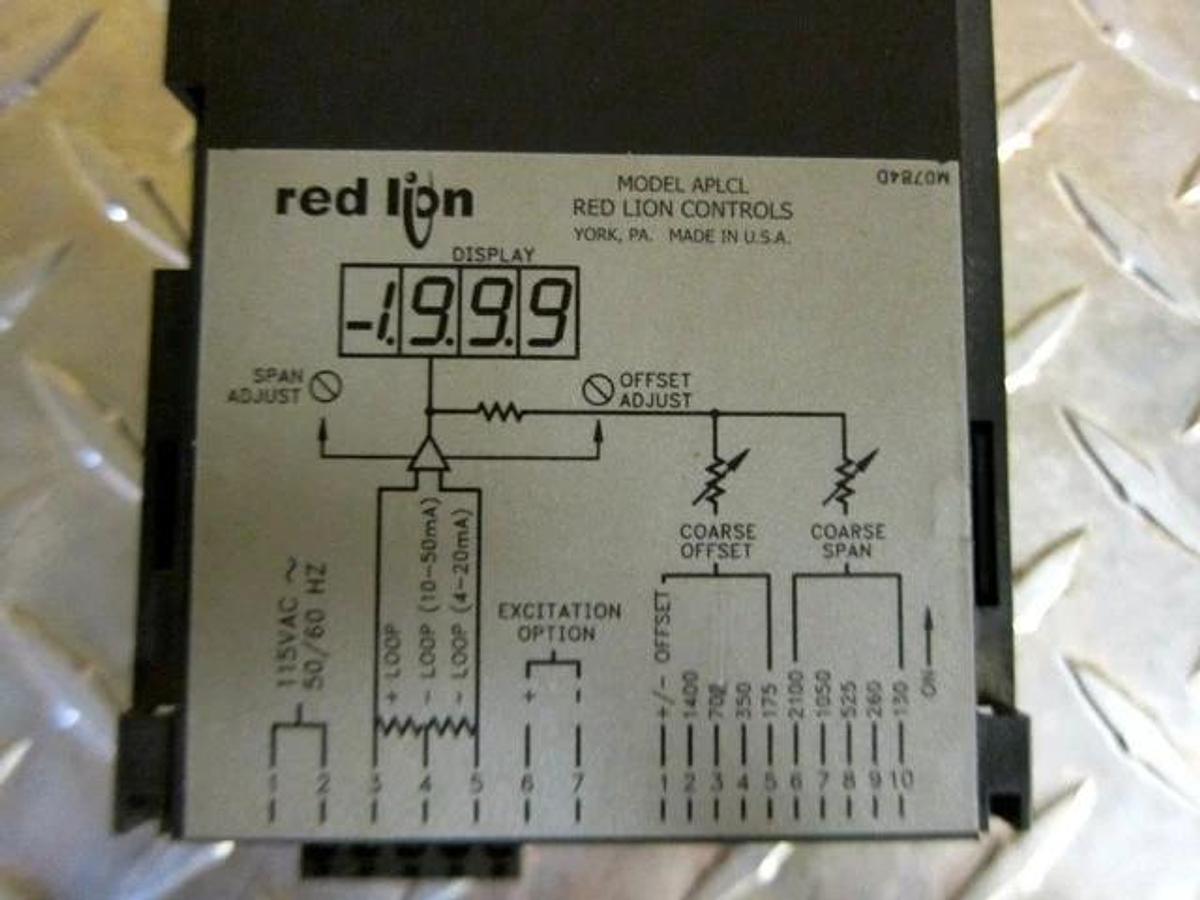 red lion
MODEL APLCL
RED LION CONTROLS
YORK, PA. MADE IN U.S.A.
M0784D
DISPLAY
-1.9.9.9
SPAN
ADJUST
OFFSET
ADJUST
COARSE
OFFSET
COARSE
SPAN
115VAC ~
50/60 HZ
+ LOOP
- LOOP (10-50mA)
- LOOP (4-20mA)
EXCITATION
OPTION
+ -
+/- OFFSET
1400
702
350
175
2100
1050
525
260
130
ON
1 2 3 4 5 6 7
1 2 3 4 5 6 7 8 9 10